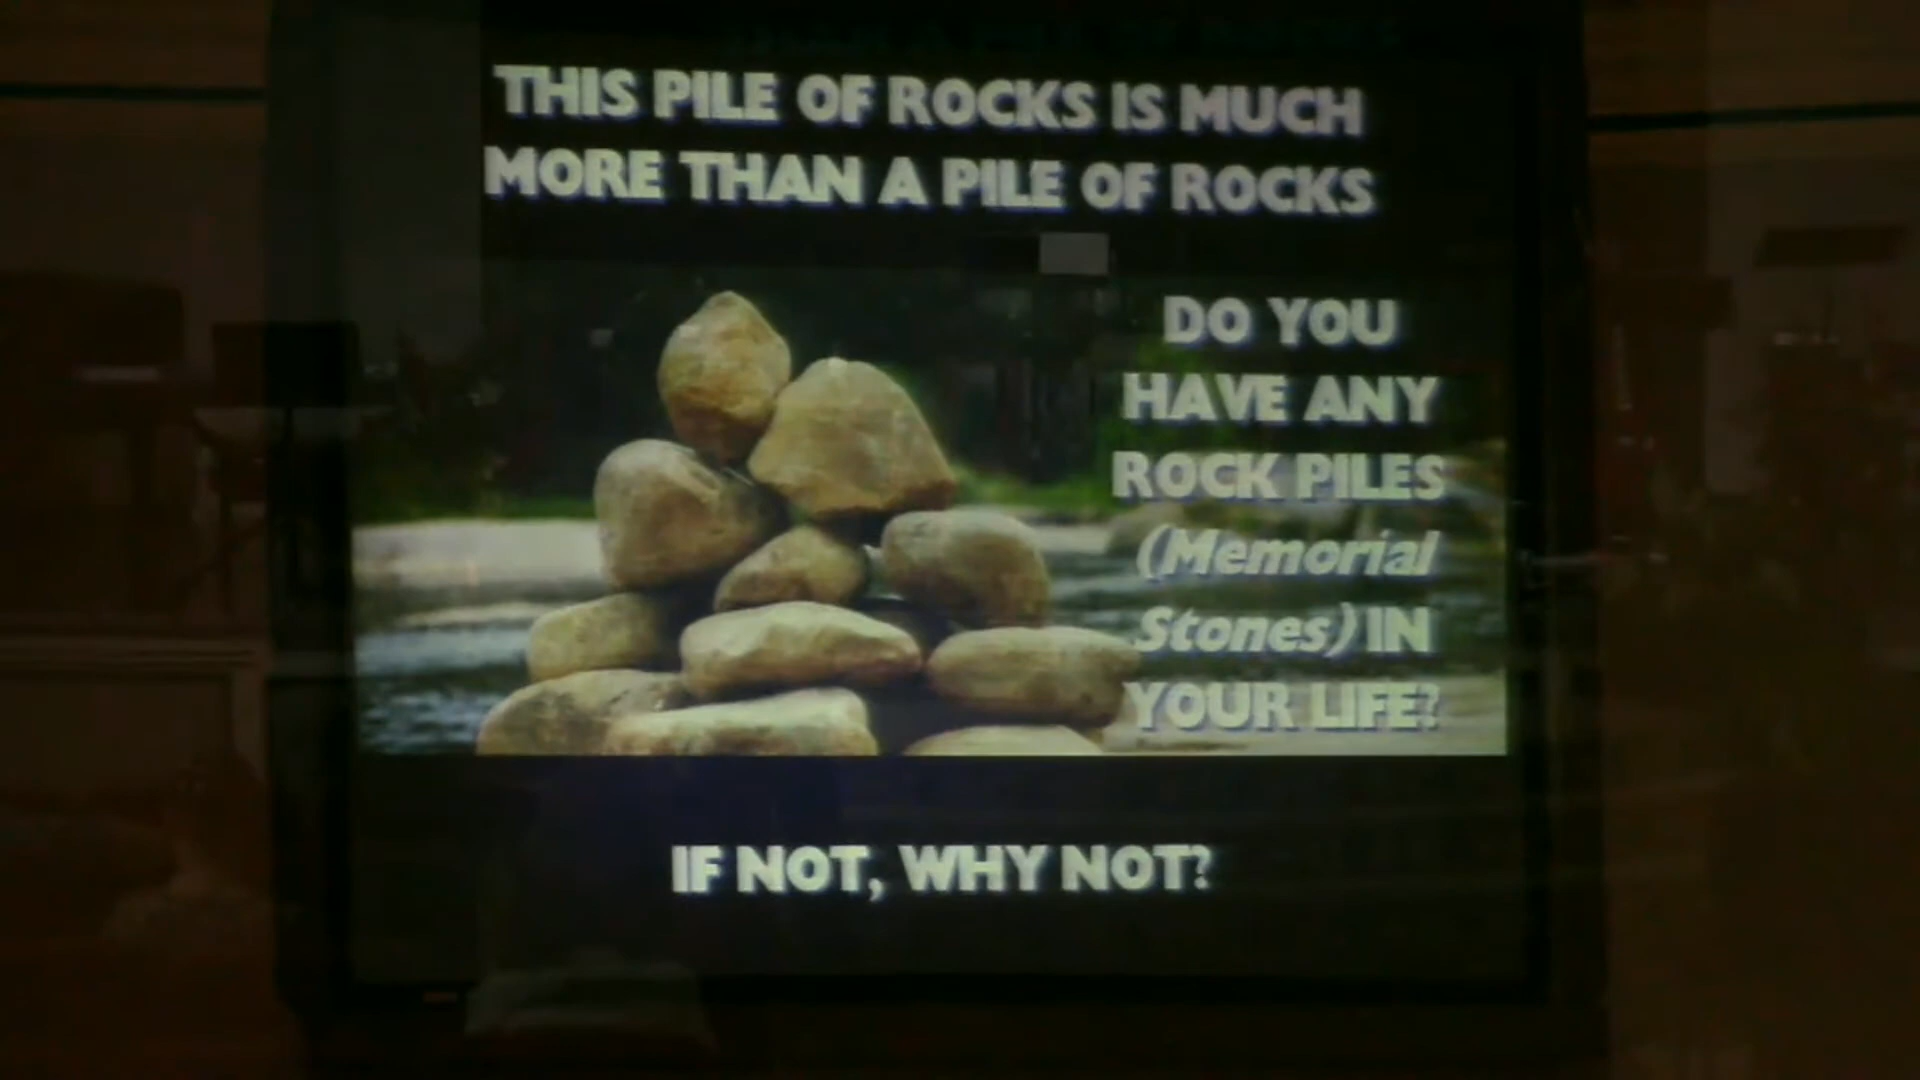 THIS PILE OF ROCKS IS MUCH
MORE THAN A PILE OF ROCKS
DO YOU
HAVE ANY
ROCK PILES
(Memorial
Stones) IN
YOUR LIFE?
IF NOT, WHY NOT?